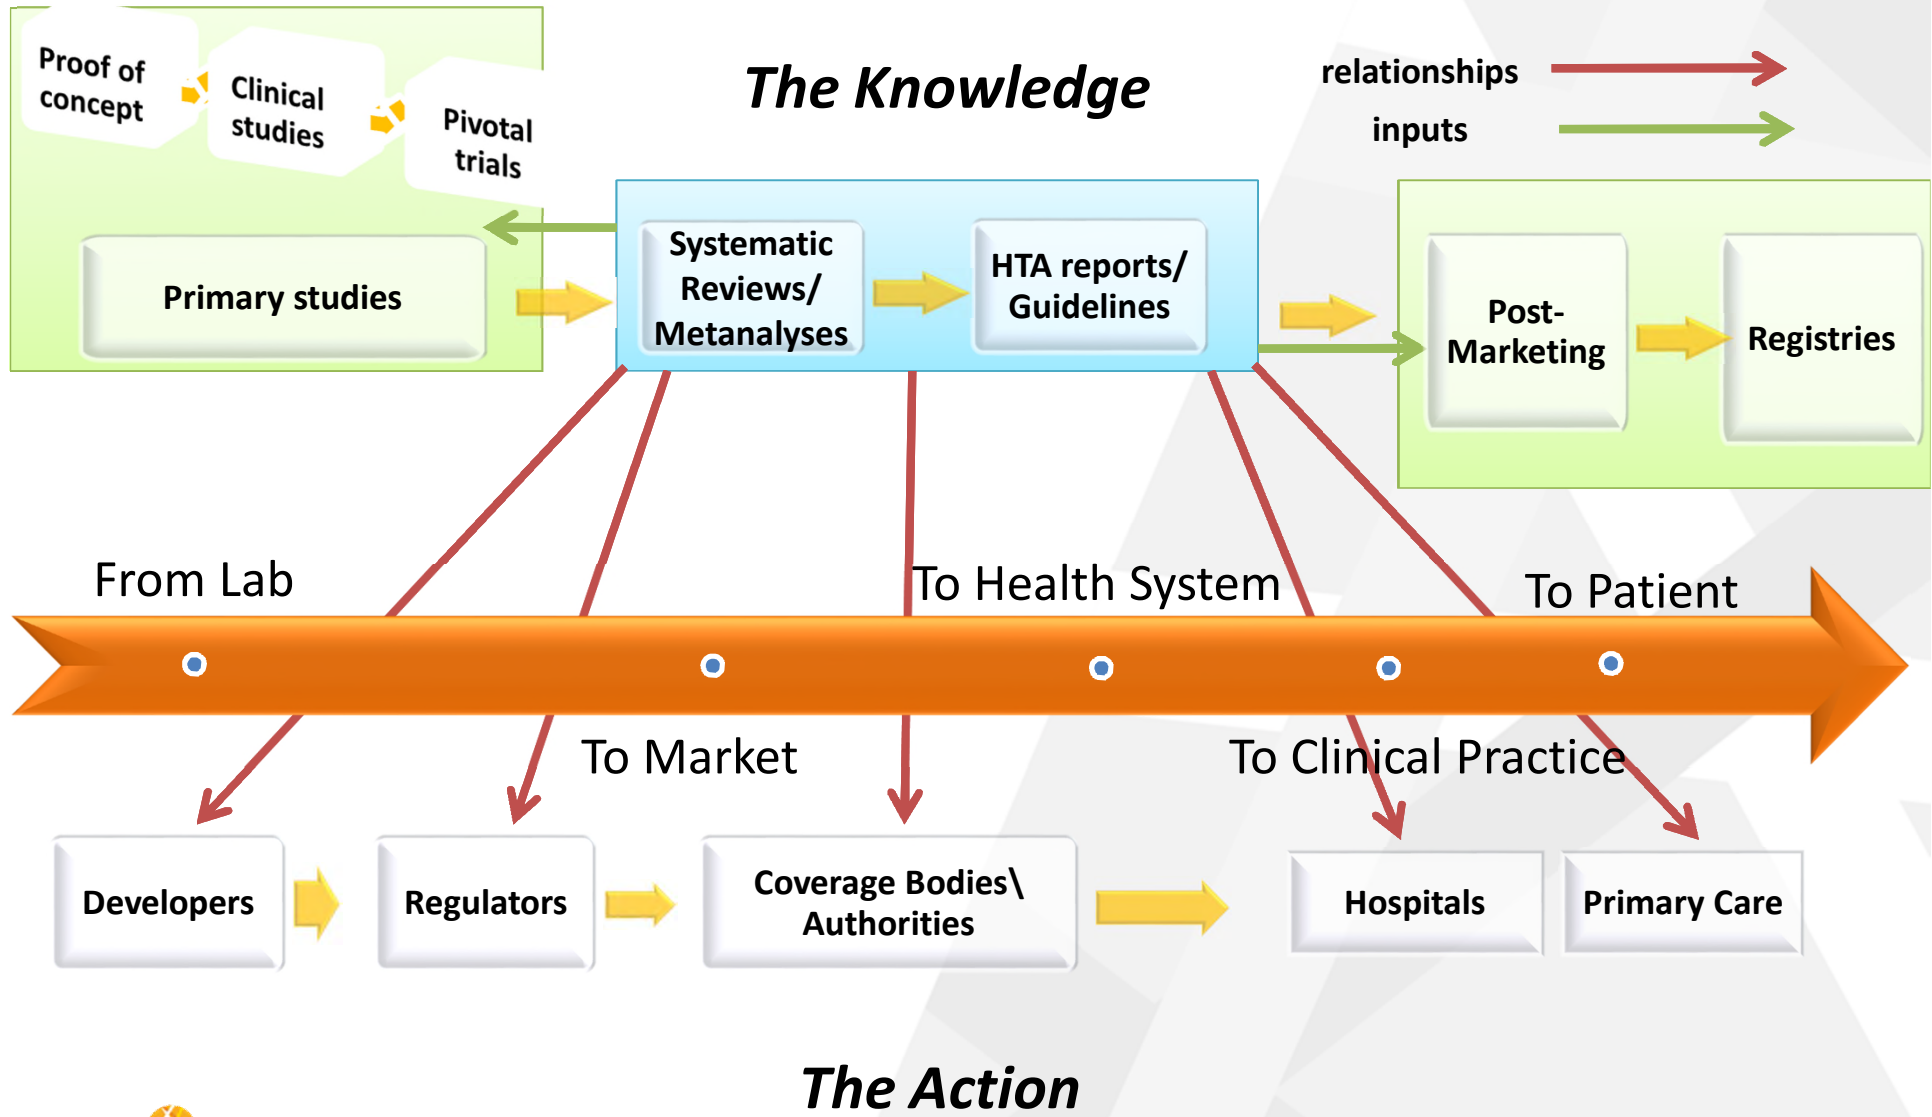 Proof of
concept
Clinical
studies
Pivotal
trials
The Knowledge
relationships
inputs
Primary studies
Systematic
Reviews/
Metanalyses
HTA reports/
Guidelines
Post-
Marketing
Registries
From Lab
To Health System
To Patient
To Market
To Clinical Practice
Developers
Regulators
Coverage Bodies\
Authorities
Hospitals
Primary Care
The Action